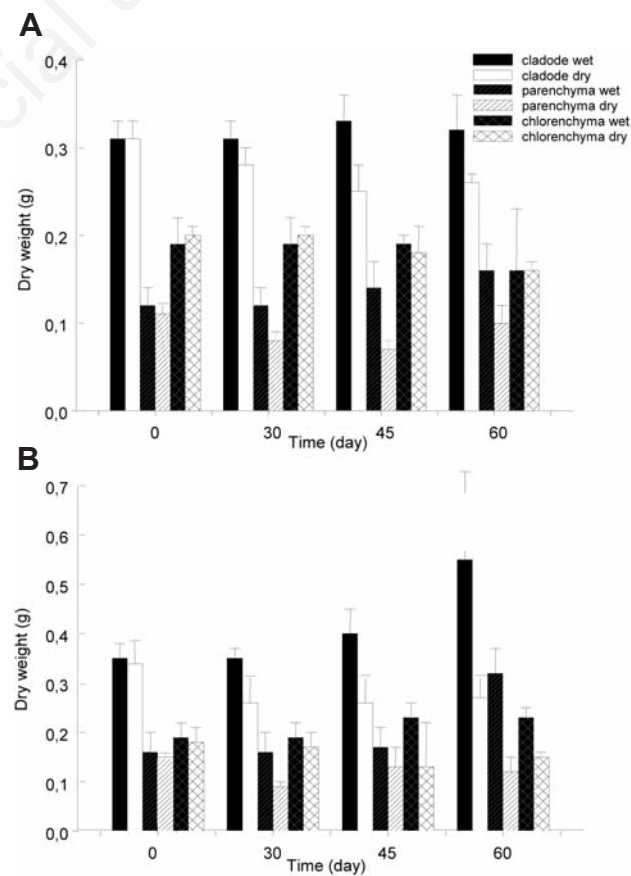 A
0,4
cladode wet
cladode dry
parenchyma wet
parenchyma dry
chlorenchyma wet
chlorenchyma dry
0,3
0,2
0,1
0,0
Dry weight (g)
0 30 45 60
Time (day)
B
0,7
0,6
0,5
0,4
0,3
0,2
0,1
0,0
Dry weight (g)
0 30 45 60
Time (day)